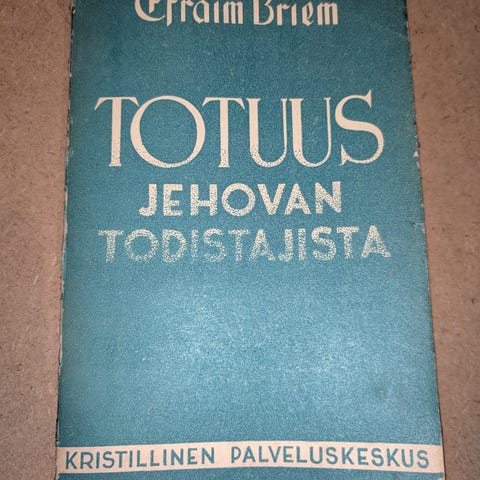 Efraim Briem
TOTUUS
JEHOVAN
TODISTAJISTA
KRISTILLINEN PALVELUSKESKUS